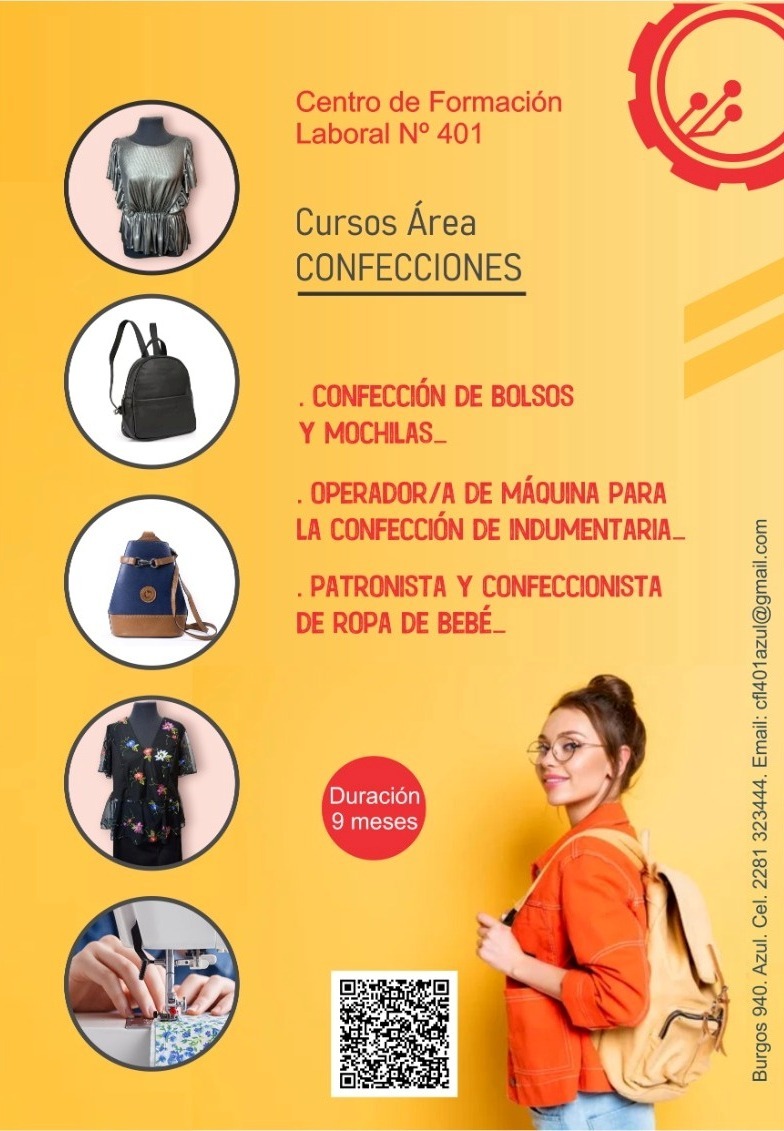 Centro de Formación
Laboral Nº 401
Cursos Área
CONFECCIONES
. CONFECCIÓN DE BOLSOS
Y MOCHILAS_
. OPERADOR/A DE MÁQUINA PARA
LA CONFECCIÓN DE INDUMENTARIA_
. PATRONISTA Y CONFECCIONISTA
DE ROPA DE BEBÉ_
Duración
9 meses
Burgos 940. Azul. Cel. 2281 323444. Email: cfl401azul@gmail.com